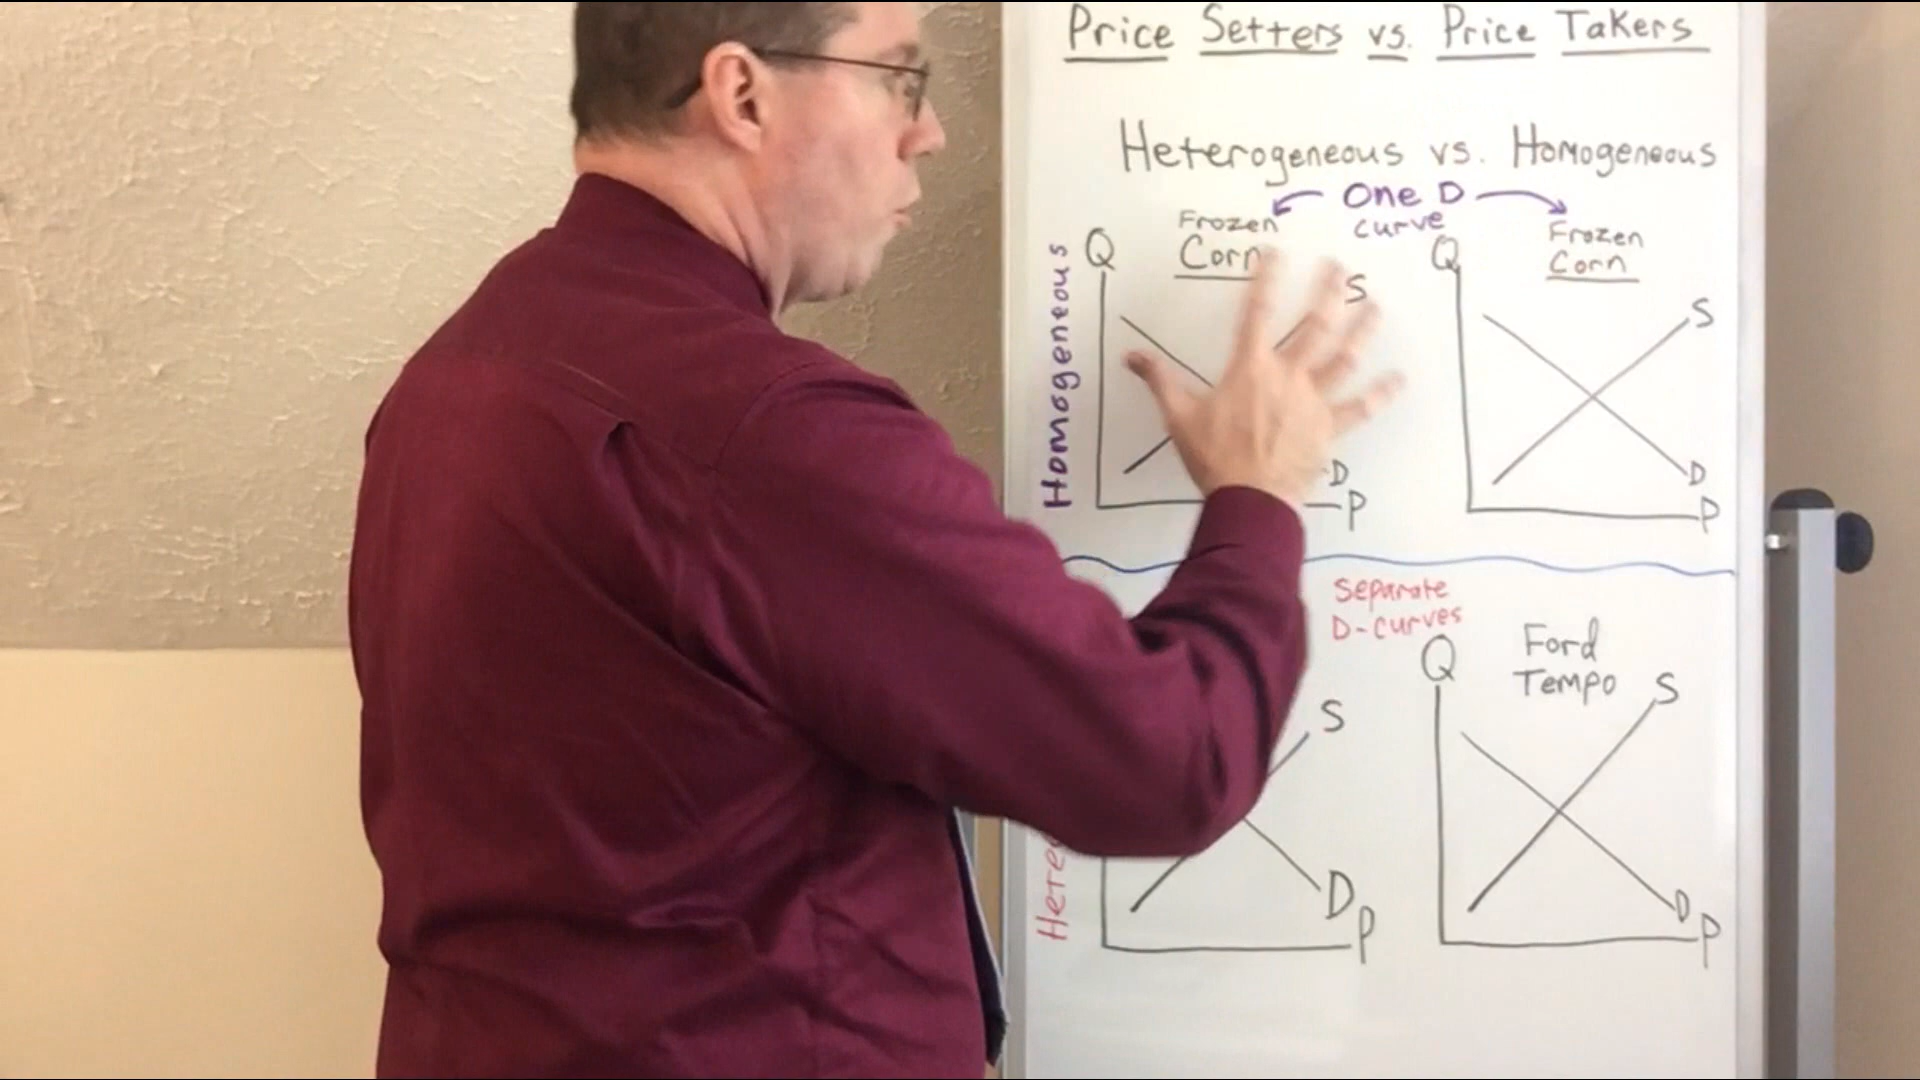 Price Setters vs. Price Takers
Heterogeneous vs. Homogeneous
One D
curve
Homogeneous
Q
Frozen
Corn
S
D
P
Q
Frozen
Corn
S
D
P
Separate
D-curves
S
D
P
Q
Ford
Tempo
S
D
P